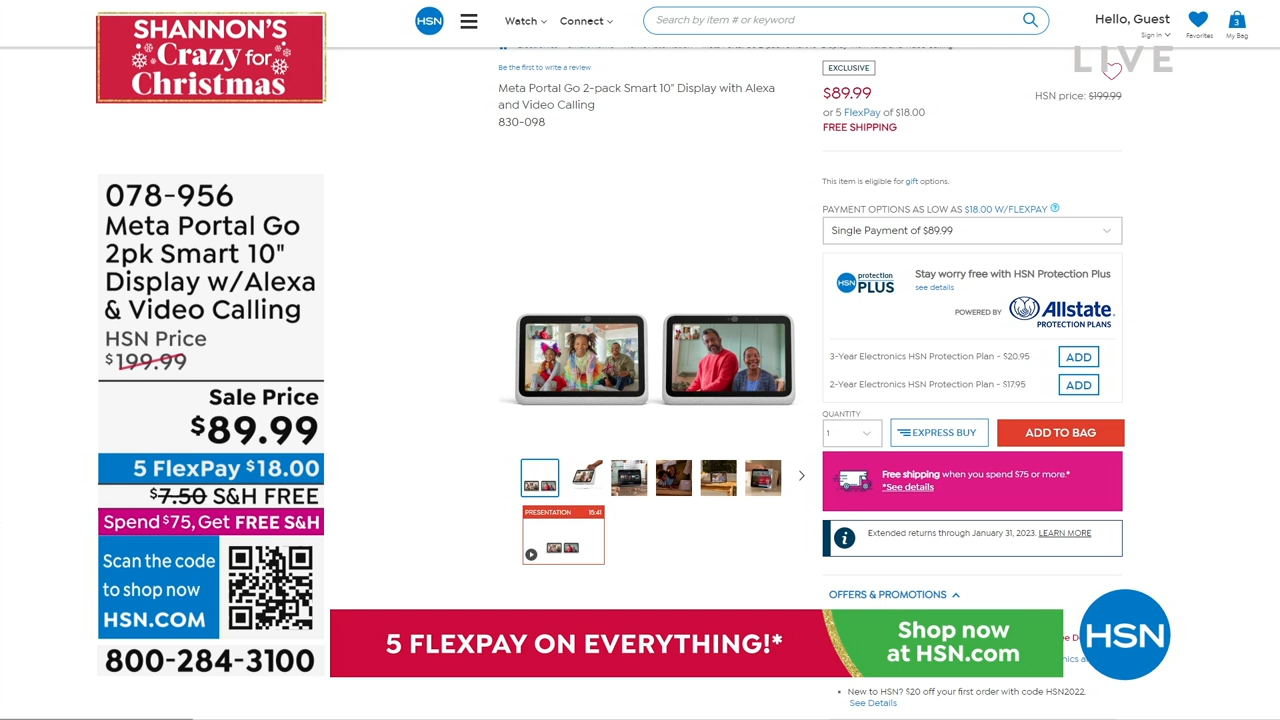 SHANNON'S
Crazy for
Christmas
HSN
Watch
Connect
Search by item # or keyword
Hello, Guest
Sign in
Favorites
3
My Bag
LIVE
Be the first to write a review
Meta Portal Go 2-pack Smart 10" Display with Alexa
and Video Calling
830-098
EXCLUSIVE
$89.99
HSN price: $199.99
or 5 FlexPay of $18.00
FREE SHIPPING
This item is eligible for gift options.
PAYMENT OPTIONS AS LOW AS $18.00 W/FLEXPAY
Single Payment of $89.99
HSN protection PLUS
Stay worry free with HSN Protection Plus
see details
POWERED BY Allstate.
PROTECTION PLANS
3-Year Electronics HSN Protection Plan - $20.95 ADD
2-Year Electronics HSN Protection Plan - $17.95 ADD
QUANTITY
1
EXPRESS BUY
ADD TO BAG
Free shipping when you spend $75 or more.*
*See details
Extended returns through January 31, 2023. LEARN MORE
OFFERS & PROMOTIONS
New to HSN? $20 off your first order with code HSN2022.
See Details
PRESENTATION 15:41
078-956
Meta Portal Go
2pk Smart 10"
Display w/Alexa
& Video Calling
HSN Price
$199.99
Sale Price
$89.99
5 FlexPay $18.00
$7.50 S&H FREE
Spend $75, Get FREE S&H
Scan the code
to shop now
HSN.COM
800-284-3100
5 FLEXPAY ON EVERYTHING!*
Shop now
at HSN.com
HSN